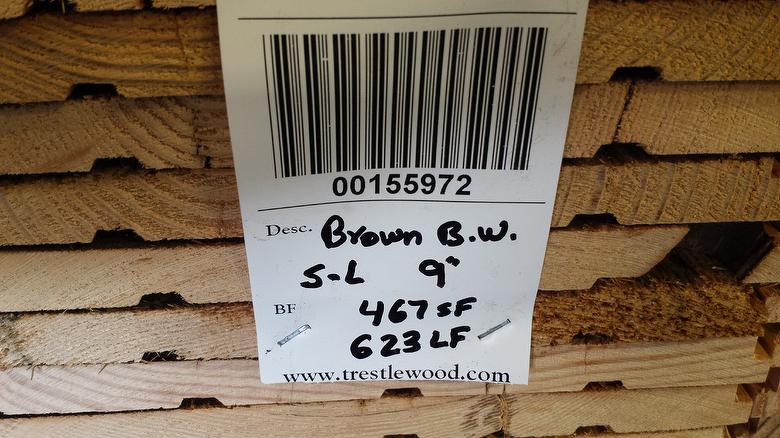 00155972
Desc. Brown B.W.
S-L 9"
BF 467 SF
623 LF
www.trestlewood.com